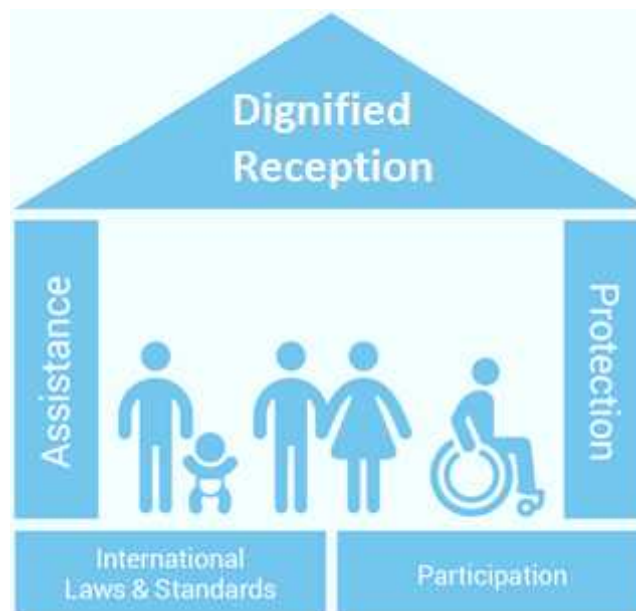 Dignified
Reception
Assistance
Protection
International
Laws & Standards
Participation